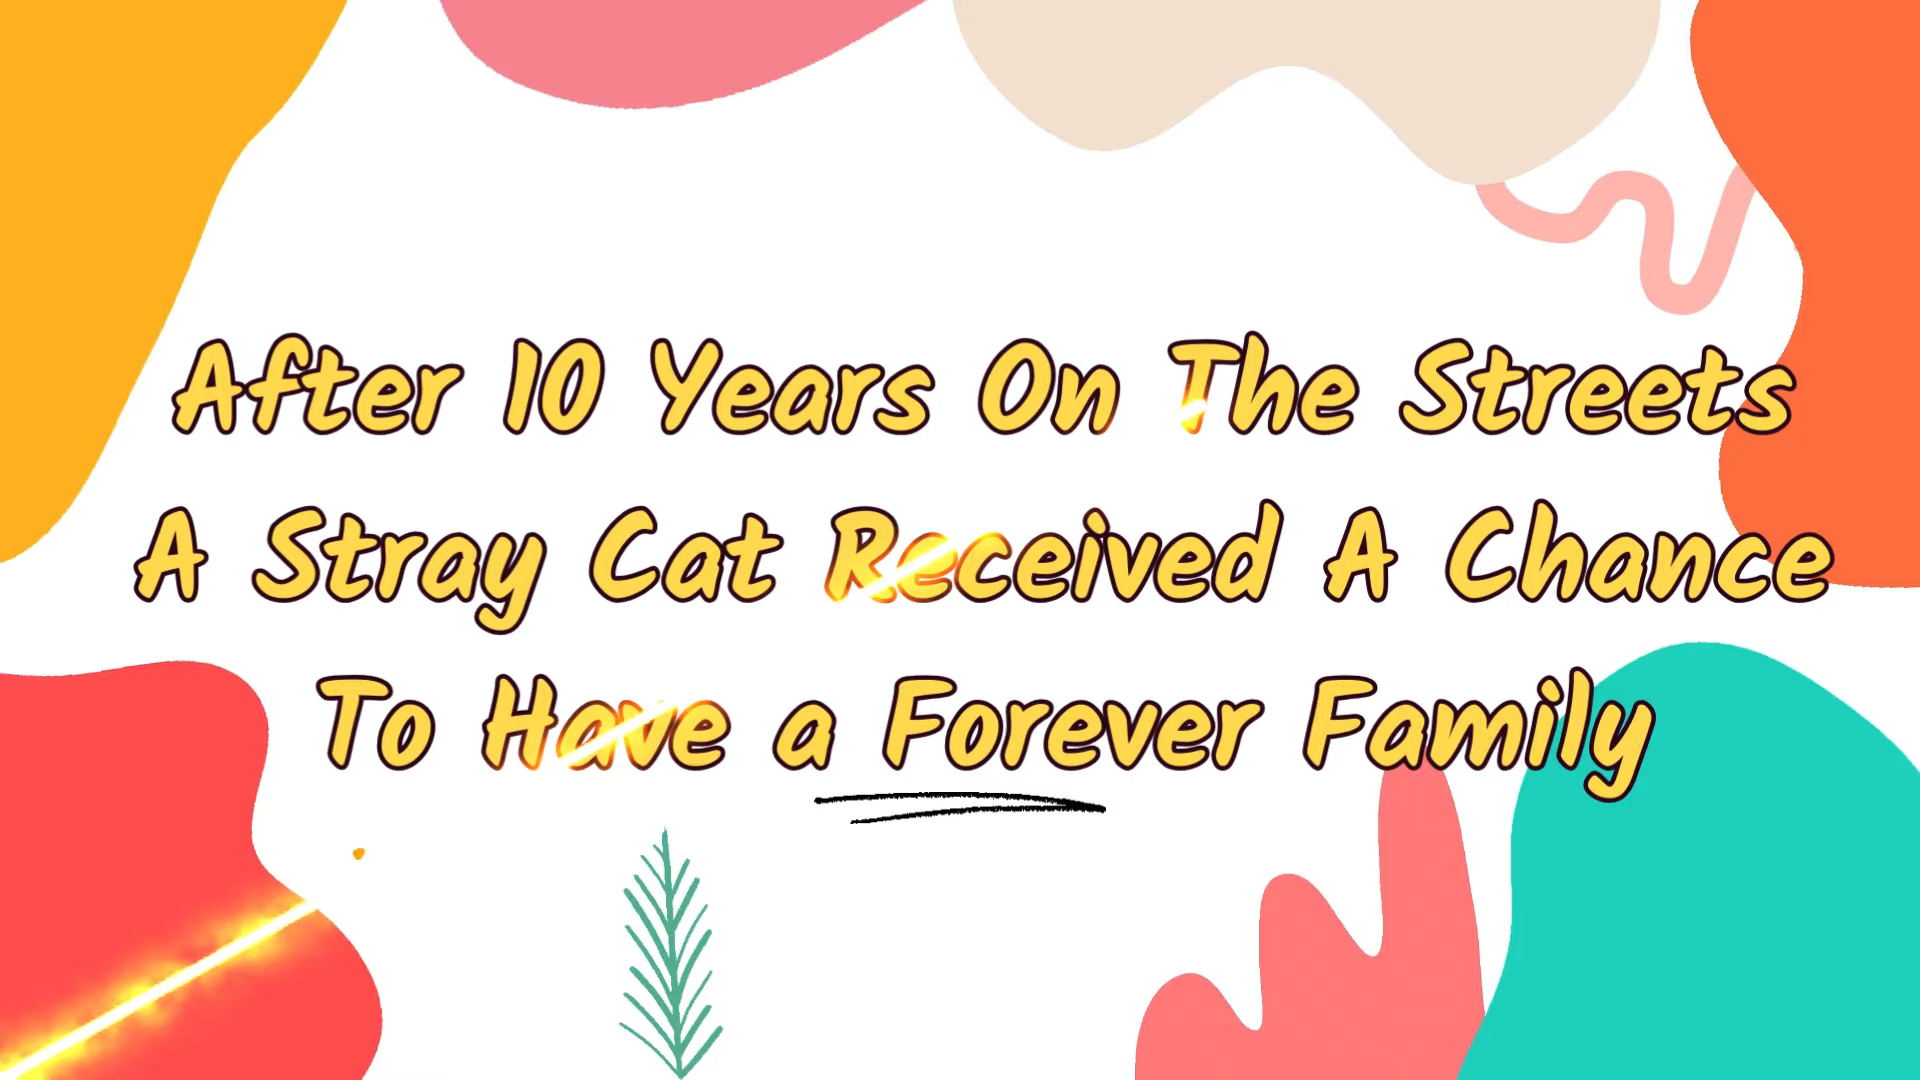 After 10 Years On The Streets
A Stray Cat Received A Chance
To Have a Forever Family